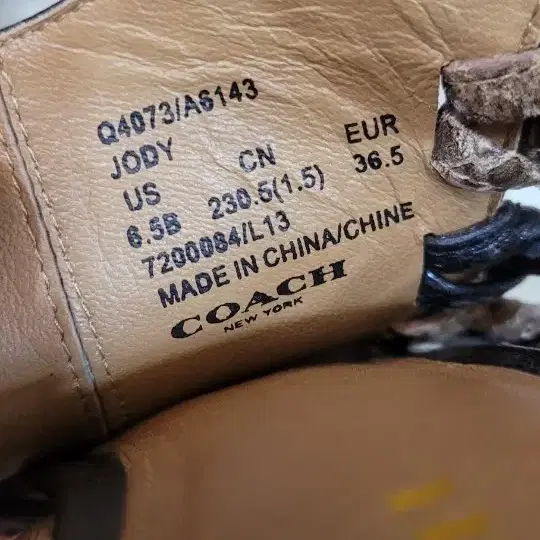 Q4073/A6143
JODY
US CN EUR
6.5B 230.5(1.5) 36.5
7200084/L13
MADE IN CHINA/CHINE
COACH
NEW YORK